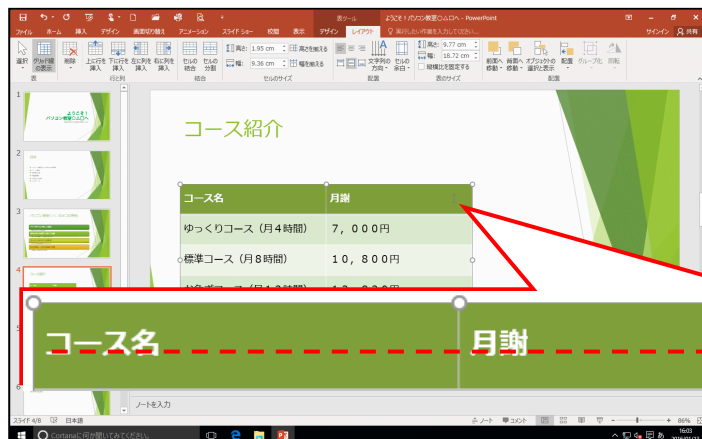 表ツール
ようこそ！パソコン教室○△□へ - PowerPoint
ファイル ホーム 挿入 デザイン 画面切り替え アニメーション スライド ショー 校閲 表示 デザイン レイアウト 実行したい作業を入力してください... サインイン 共有
選択 グリッド線の表示 削除 上に行を挿入 下に行を挿入 左に列を挿入 右に列を挿入 セルの結合 セルの分割 高さ: 1.95 cm 高さを揃える 幅: 9.36 cm 幅を揃える 文字列の方向 セルの余白 高さ: 9.77 cm 幅: 18.72 cm 縦横比を固定する 前面へ移動 背面へ移動 オブジェクトの選択と表示 配置 グループ化 回転
表 行と列 結合 セルのサイズ 配置 表のサイズ 配置
1
ようこそ！
パソコン教室○△□へ
2
3
4
5
6
コース紹介
コース名 月謝
ゆっくりコース（月４時間） ７，０００円
標準コース（月８時間） １０，８００円
コース名 月謝
ノートを入力
スライド 4/8 日本語 ノート コメント 86%
Cortanaに何か聞いてみてください。 あ 16:03